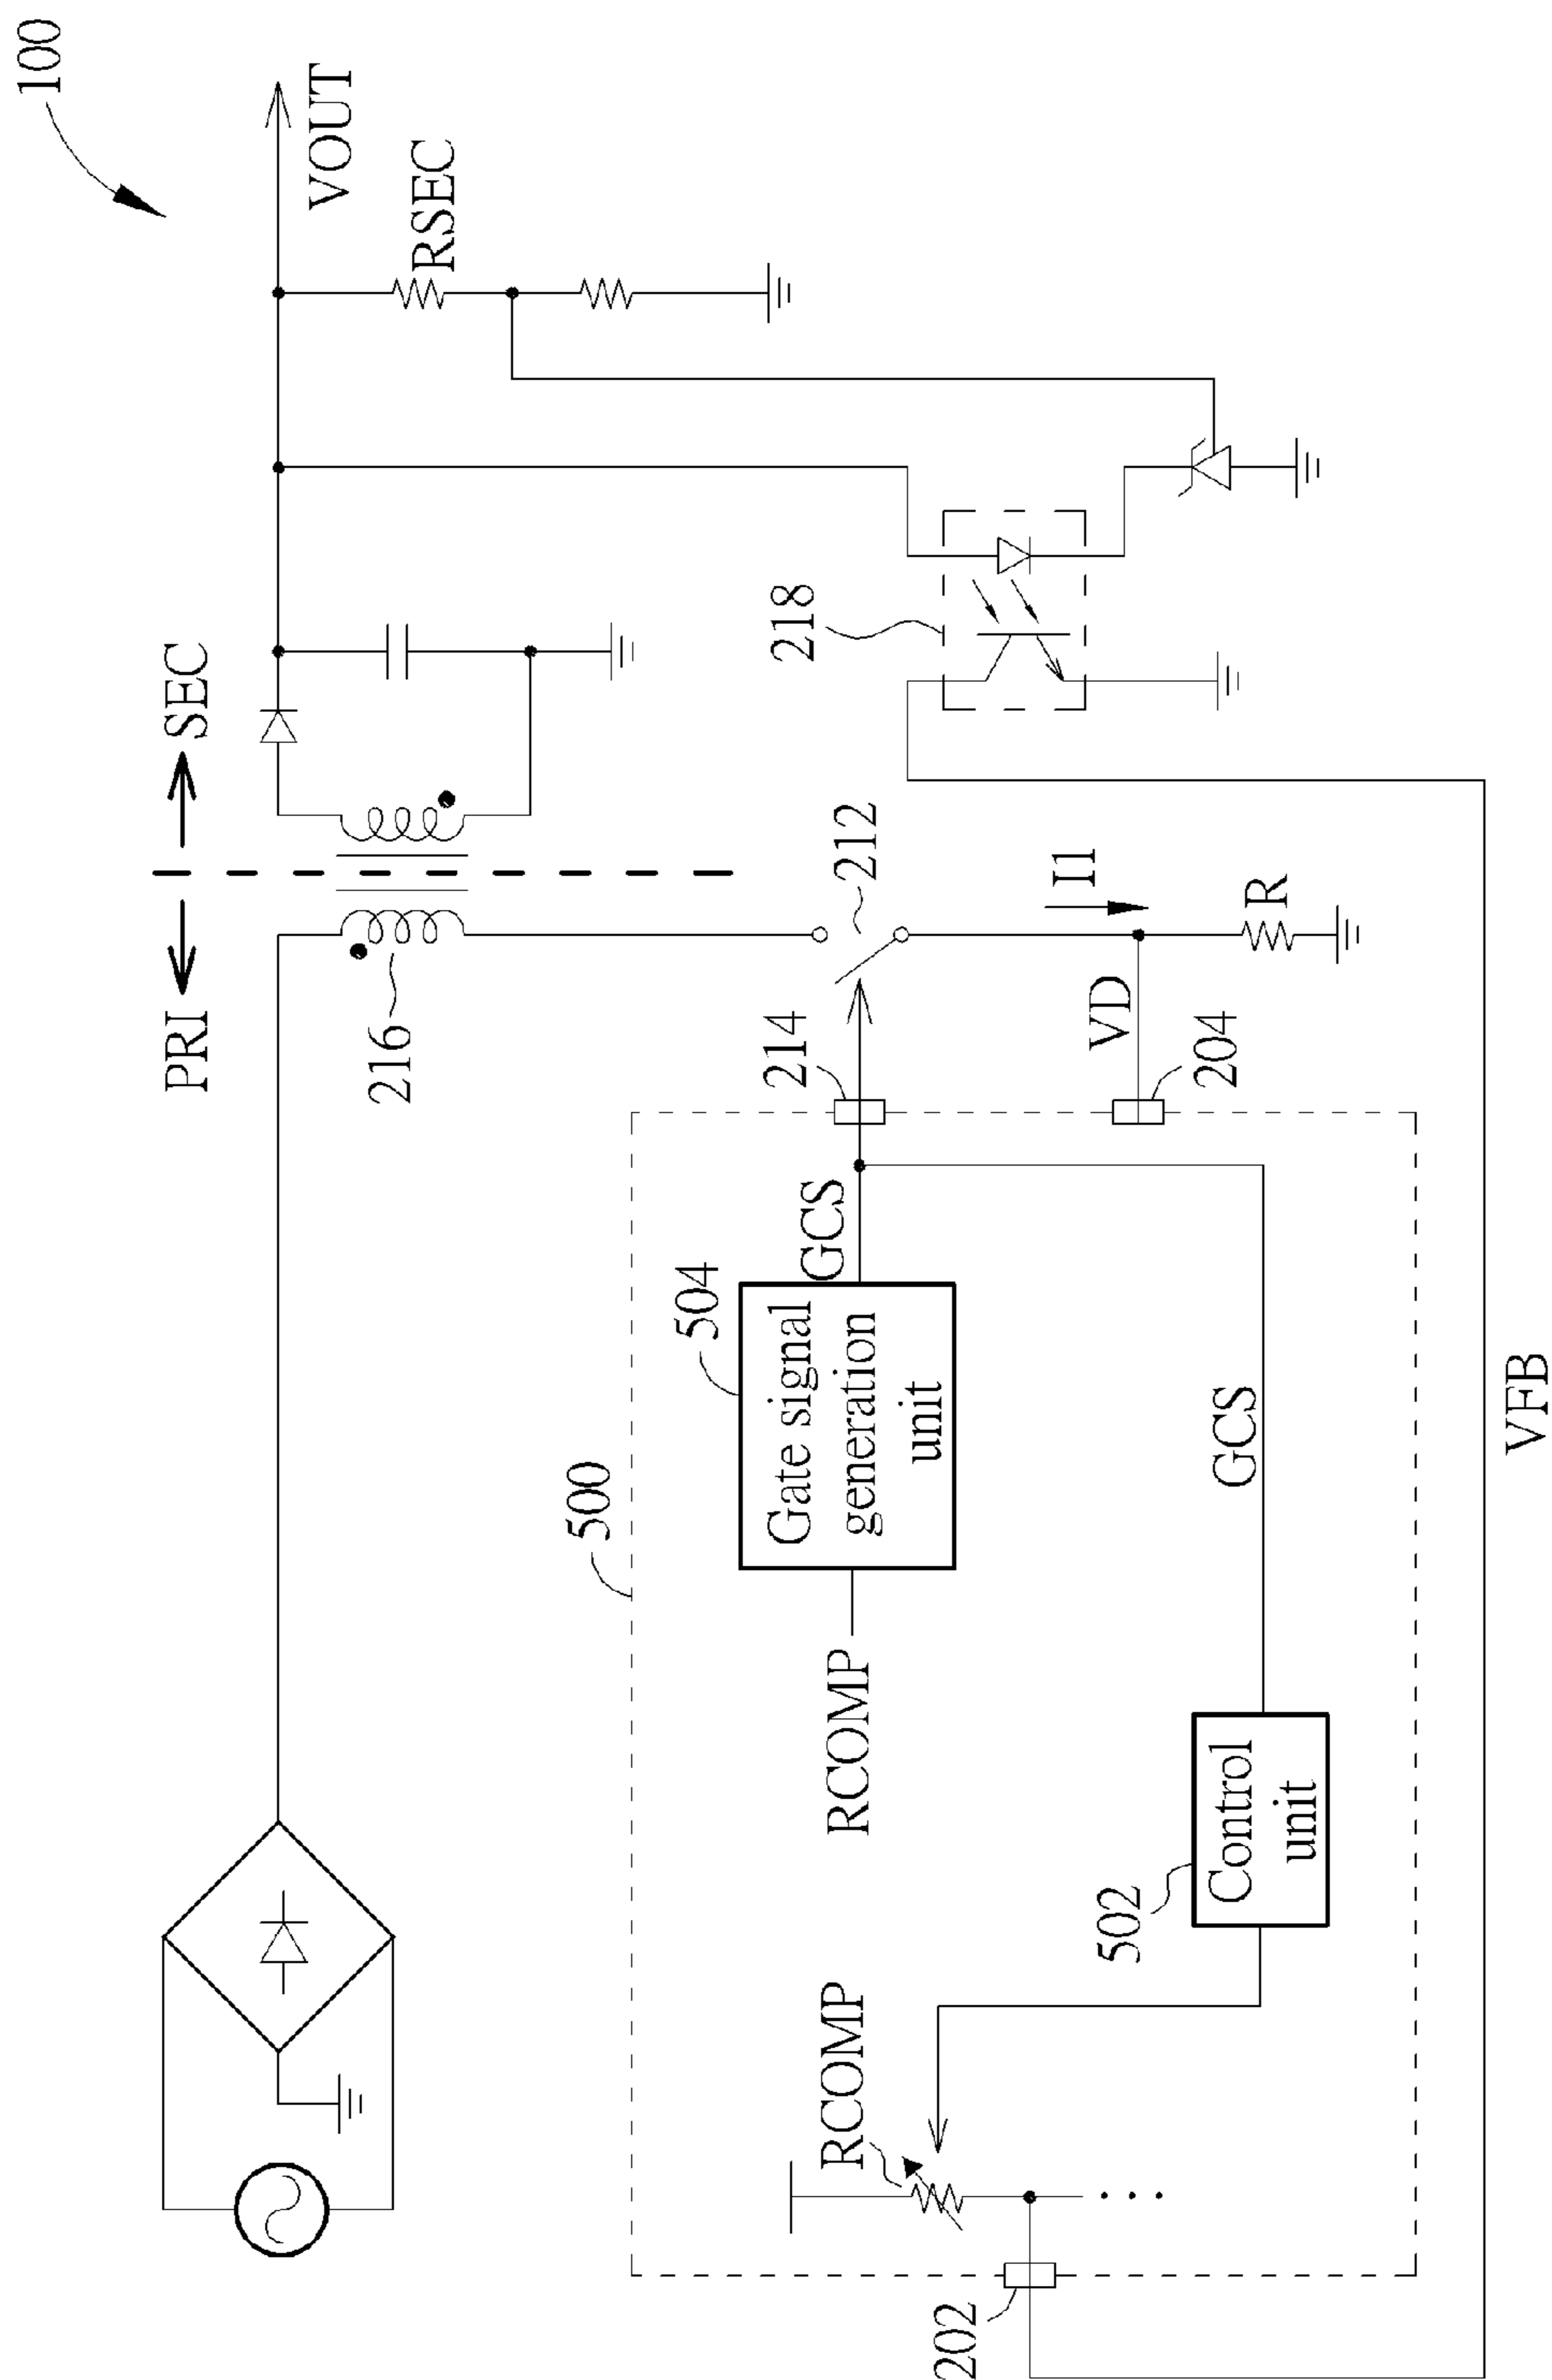 100
PRI
SEC
VOUT
RSEC
216
218
212
214
I1
VD
204
R
500
504
GCS
Gate signal
generation
unit
RCOMP
GCS
502
Control
unit
RCOMP
202
VFB